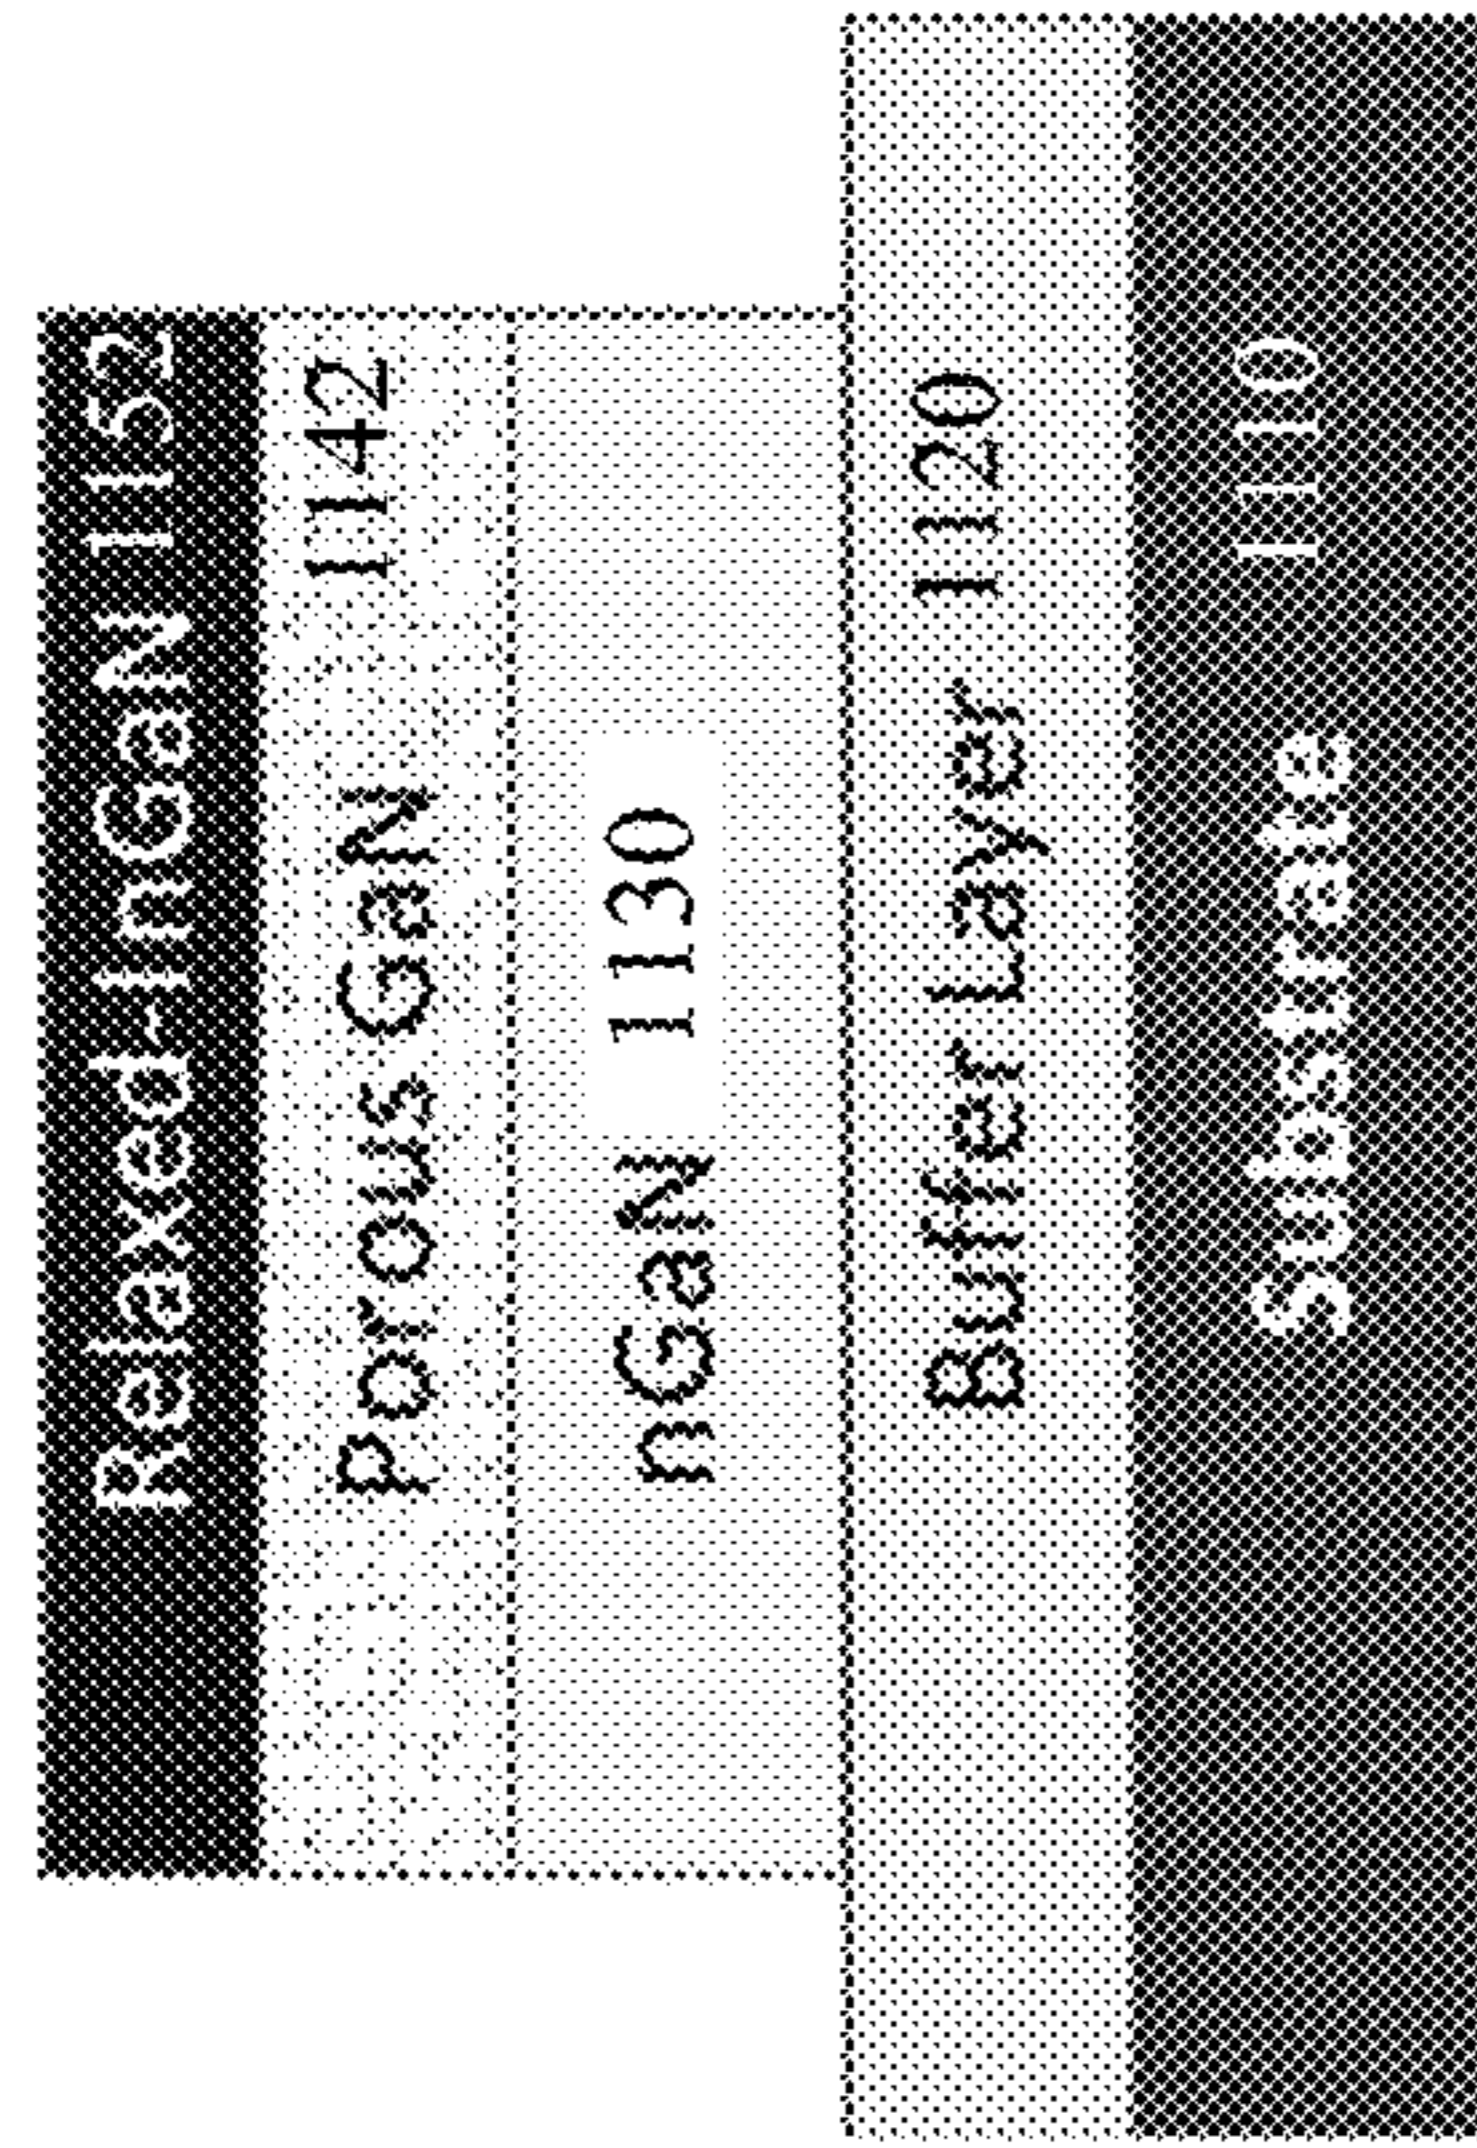 Relaxed-InGaN 1152
Porous GaN 1142
nGaN 1130
Buffer Layer 1120
Substrate 1110